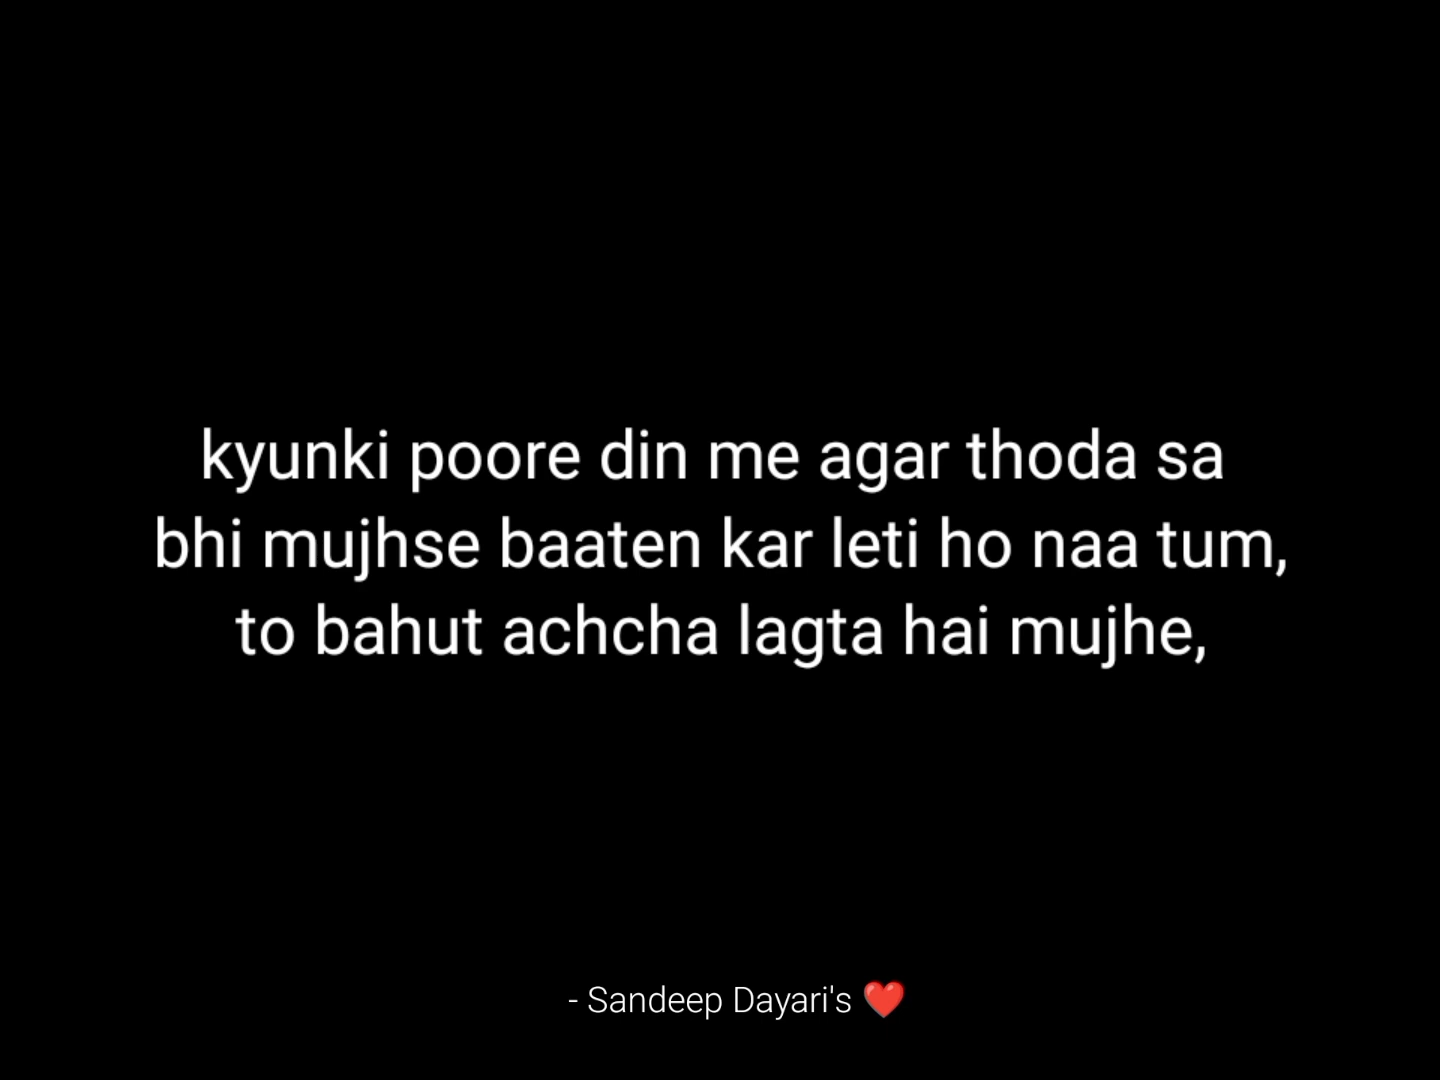 kyunki poore din me agar thoda sa
bhi mujhse baaten kar leti ho naa tum,
to bahut achcha lagta hai mujhe,
- Sandeep Dayari's ❤️